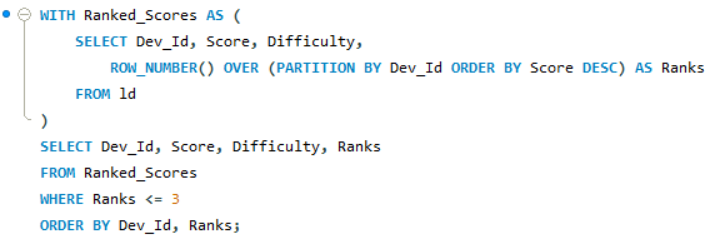 WITH Ranked_Scores AS (
SELECT Dev_Id, Score, Difficulty,
ROW_NUMBER() OVER (PARTITION BY Dev_Id ORDER BY Score DESC) AS Ranks
FROM ld
)
SELECT Dev_Id, Score, Difficulty, Ranks
FROM Ranked_Scores
WHERE Ranks <= 3
ORDER BY Dev_Id, Ranks;